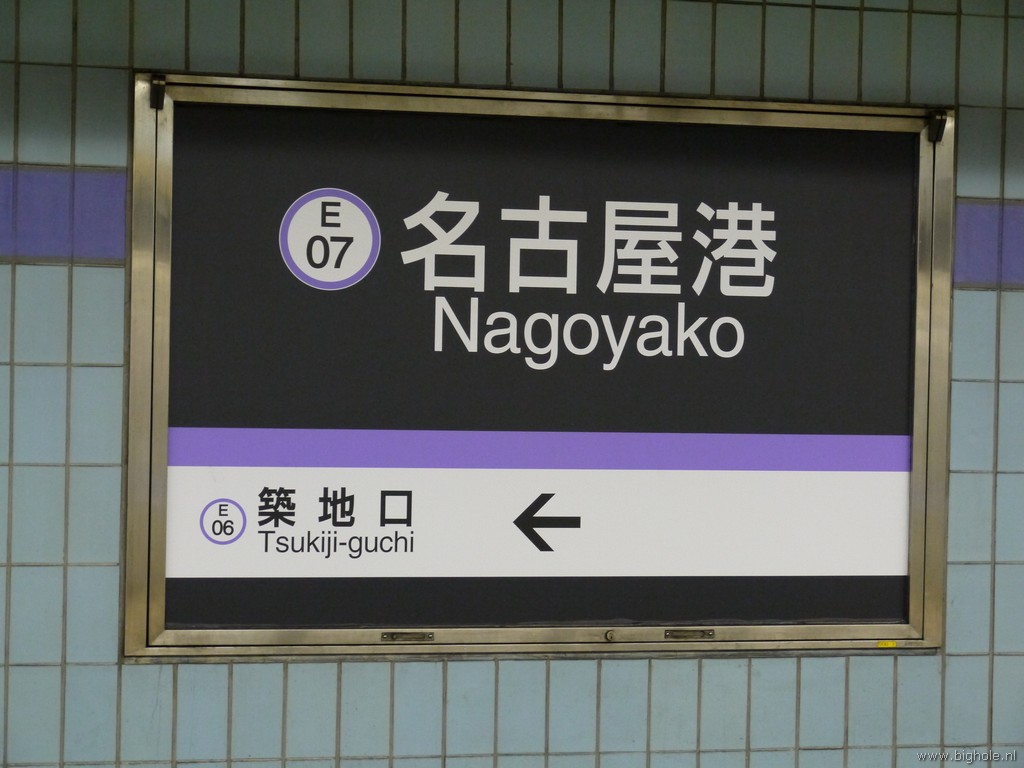 E
07
名古屋港
Nagoyako
E
06
築地口
Tsukiji-guchi
www.bighole.nl